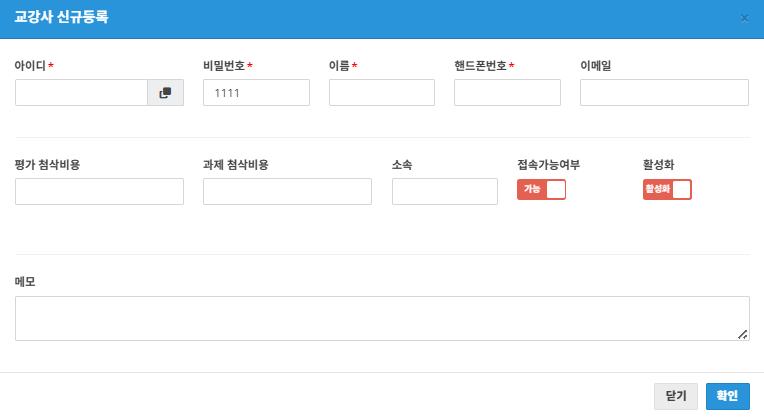 교강사 신규등록 ×
아이디 * 비밀번호 * 이름 * 핸드폰번호 * 이메일
1111
평가 첨삭비용 과제 첨삭비용 소속 접속가능여부 활성화
가능 활성화
메모
닫기 확인